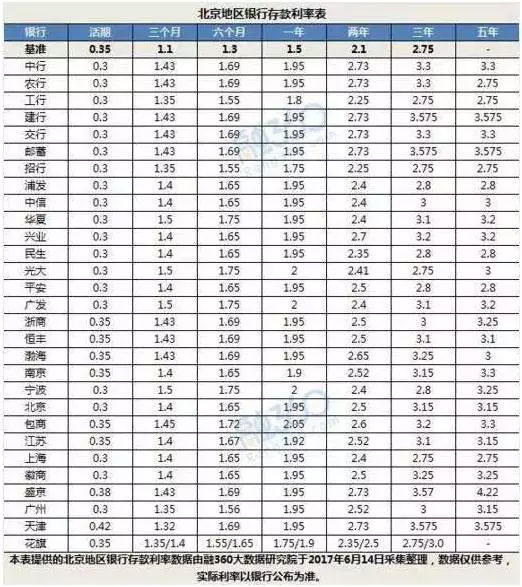 北京地区银行存款利率表
银行 活期 三个月 六个月 一年 两年 三年 五年
基准 0.35 1.1 1.3 1.5 2.1 2.75 -
中行 0.3 1.43 1.69 1.95 2.73 3.3 3.3
农行 0.3 1.43 1.69 1.95 2.73 3.3 2.75
工行 0.3 1.35 1.55 1.8 2.25 2.75 2.75
建行 0.3 1.43 1.69 1.95 2.73 3.575 3.575
交行 0.3 1.43 1.69 1.95 2.73 3.3 3.3
邮蓄 0.3 1.43 1.69 1.95 2.73 3.575 3.575
招行 0.3 1.35 1.55 1.75 2.25 2.75 2.75
浦发 0.3 1.4 1.65 1.95 2.4 2.8 2.8
中信 0.3 1.4 1.65 1.95 2.4 3 3
华夏 0.3 1.5 1.75 1.95 2.4 3.1 3.2
兴业 0.3 1.4 1.65 1.95 2.7 3.2 3.2
民生 0.3 1.4 1.65 1.95 2.35 2.8 2.8
光大 0.3 1.5 1.75 2 2.41 2.75 3
平安 0.3 1.4 1.65 1.95 2.5 2.8 2.8
广发 0.3 1.5 1.75 2 2.4 3.1 3.2
浙商 0.35 1.43 1.69 1.95 2.5 3 3.25
恒丰 0.35 1.43 1.69 1.95 2.5 3.1 3.1
渤海 0.35 1.43 1.69 1.95 2.65 3.25 3
南京 0.35 1.4 1.65 1.9 2.52 3.15 3.3
宁波 0.3 1.5 1.75 2 2.4 2.8 3.25
北京 0.3 1.4 1.65 1.95 2.5 3.15 3.15
包商 0.35 1.45 1.72 2.05 2.6 3.2 3.3
江苏 0.35 1.4 1.67 1.92 2.52 3.1 3.15
上海 0.3 1.4 1.65 1.95 2.4 2.75 2.75
徽商 0.3 1.4 1.65 1.95 2.5 3.25 3.25
盛京 0.38 1.43 1.69 1.95 2.73 3.57 4.22
广州 0.3 1.35 1.56 1.95 2.52 3 3.15
天津 0.42 1.32 1.69 1.95 2.73 3.575 3.575
花旗 0.35 1.35/1.4 1.55/1.65 1.75/1.9 2.35/2.5 2.75/3.0 -
本表提供的北京地区银行存款利率数据由融360大数据研究院于2017年6月14日采集整理，数据仅供参考，
实际利率以银行公布为准。
融360
融360